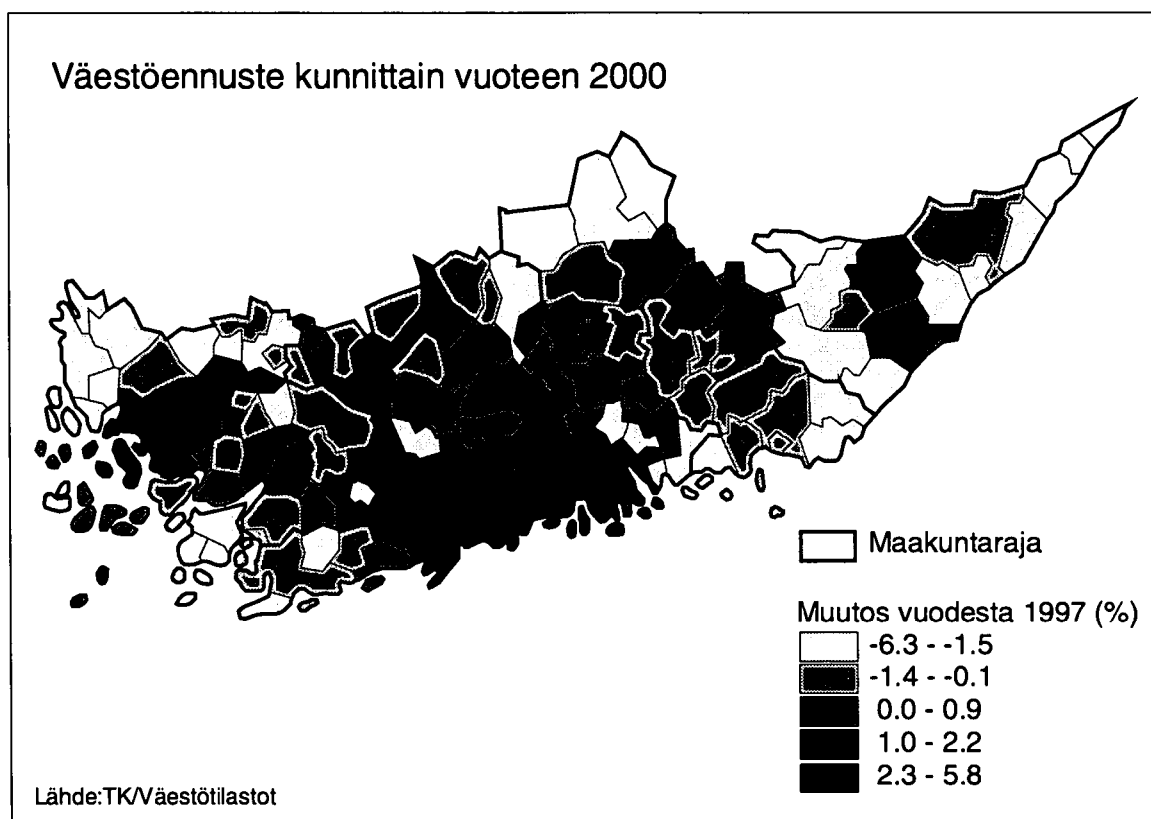 Väestöennuste kunnittain vuoteen 2000
Maakuntaraja
Muutos vuodesta 1997 (%)
-6.3 - -1.5
-1.4 - -0.1
0.0 - 0.9
1.0 - 2.2
2.3 - 5.8
Lähde:TK/Väestötilastot